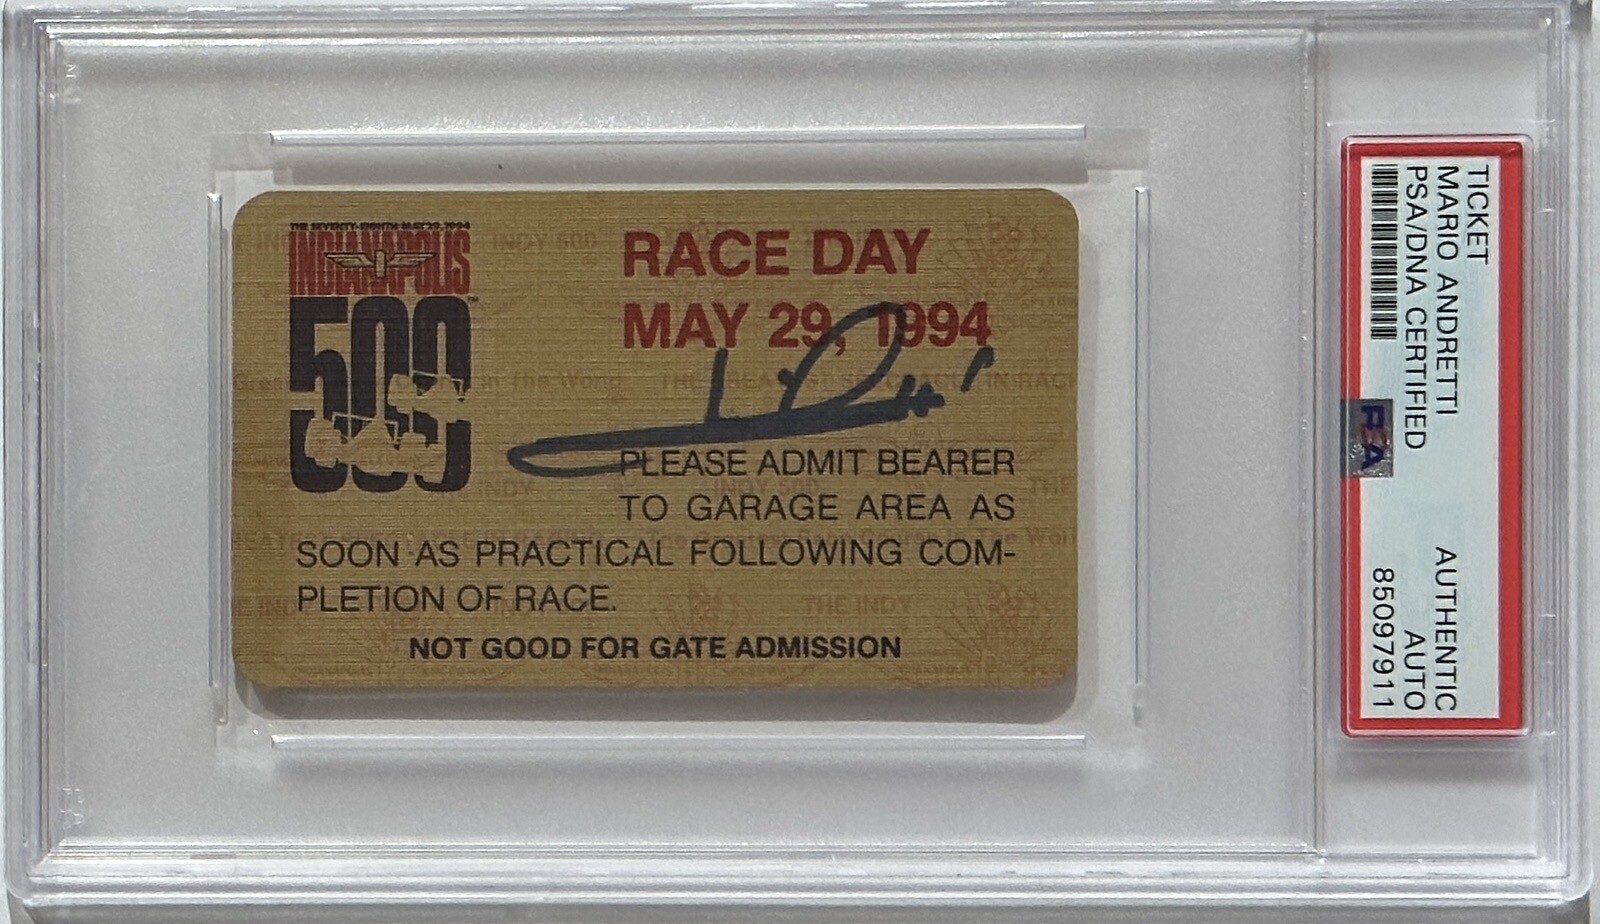 THE SEVENTY-EIGHTH • MAY 29, 1994
INDIANAPOLIS
500™
RACE DAY
MAY 29, 1994
PLEASE ADMIT BEARER
TO GARAGE AREA AS
SOON AS PRACTICAL FOLLOWING COM-
PLETION OF RACE.
NOT GOOD FOR GATE ADMISSION
TICKET
MARIO ANDRETTI
PSA/DNA CERTIFIED
AUTHENTIC
AUTO
85097911
PSA